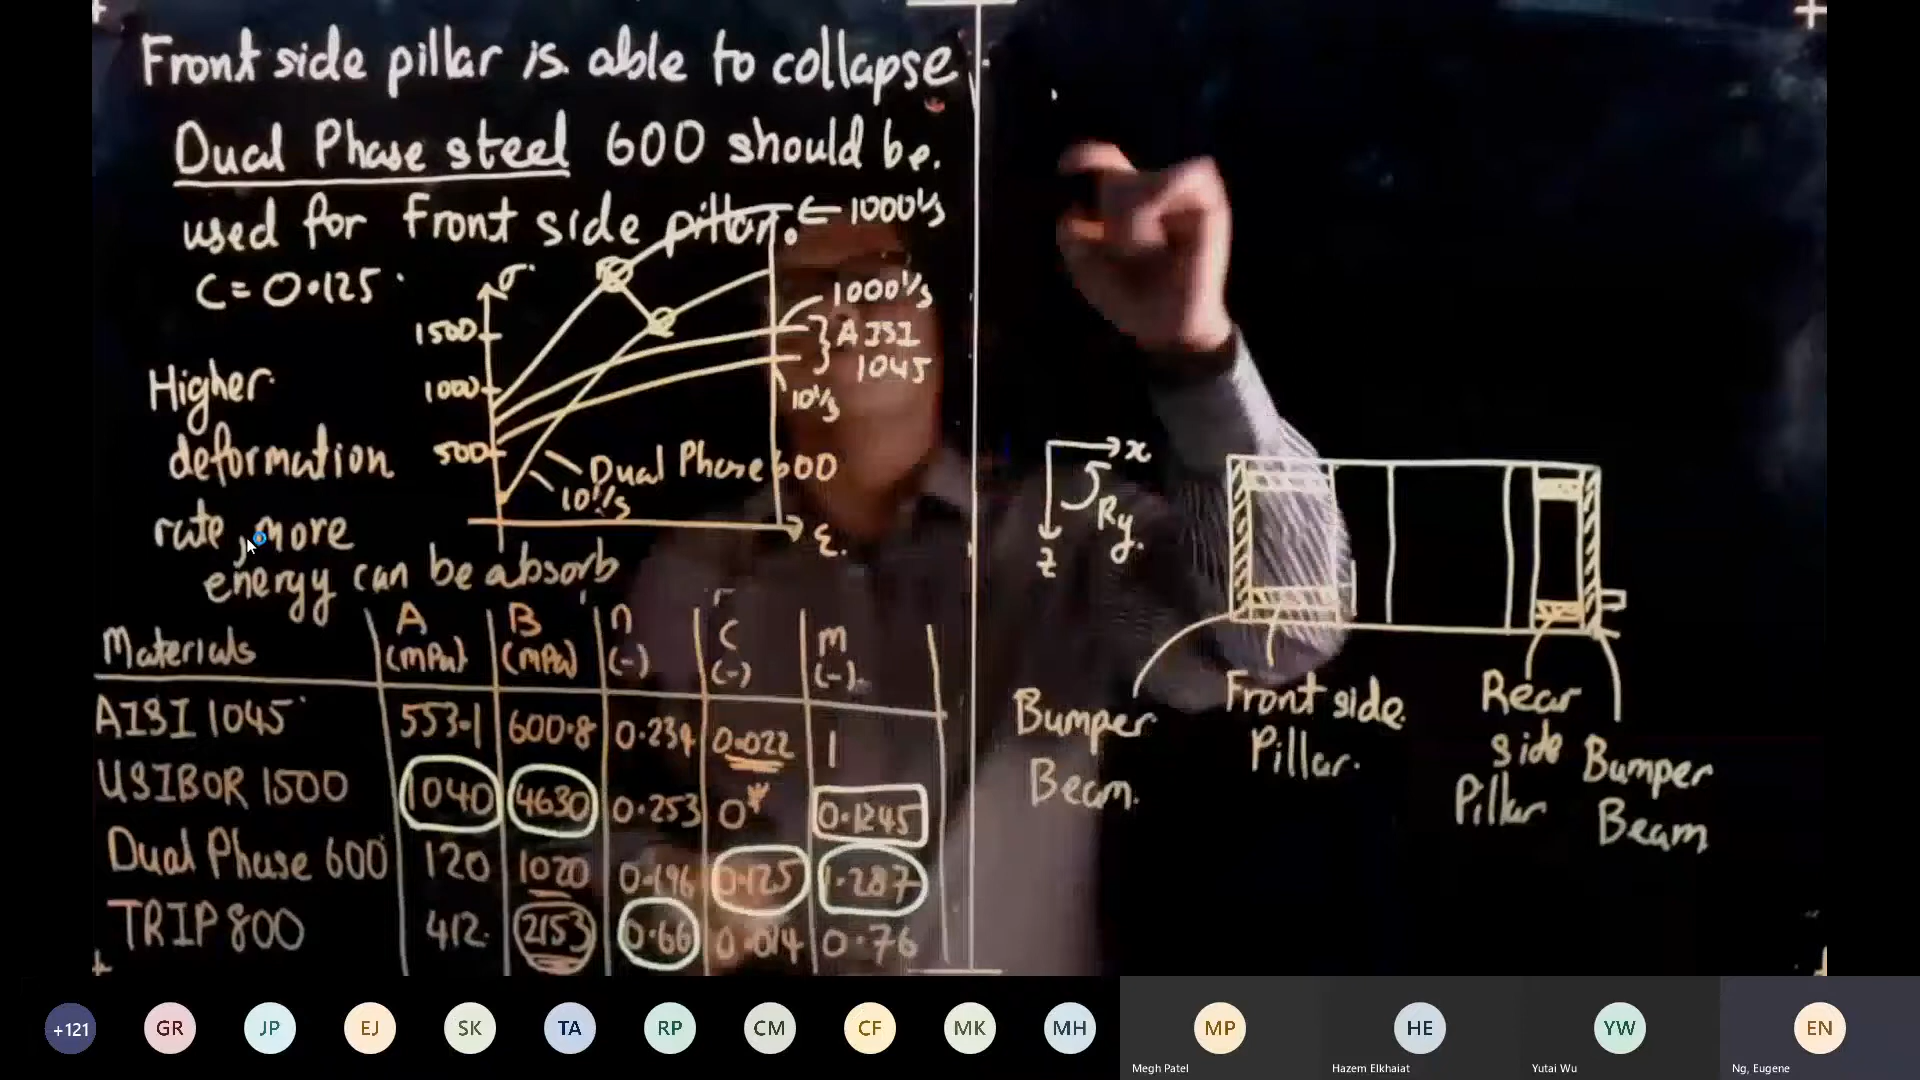 Front side pillar is able to collapse.
Dual Phase steel 600 should be.
used for Front side pillar. ← 1000 1/s
C = 0.125
σ
1000 1/s
1500
AISI
1045
Higher
1000
10 1/s
deformation
500
Dual Phase 600
10 1/s
rate, more
ε.
energy can be absorb
Materials | A (MPa) | B (MPa) | n (-) | C (-) | m (-)
AISI 1045 | 553.1 | 600.8 | 0.234 | 0.022 | 1
USIBOR 1500 | 1040 | 4630 | 0.253 | 0* | 0.1245
Dual Phase 600 | 120 | 1020 | 0.196 | 0.125 | 1.287
TRIP 800 | 412. | 2153 | 0.66 | 0.014 | 0.76
x
Ry.
z
Bumper
Beam.
Front side
Pillar.
Rear
side
Pillar
Bumper
Beam
+121
GR
JP
EJ
SK
TA
RP
CM
CF
MK
MH
MP
HE
YW
EN
Megh Patel
Hazem Elkhaiat
Yutai Wu
Ng, Eugene